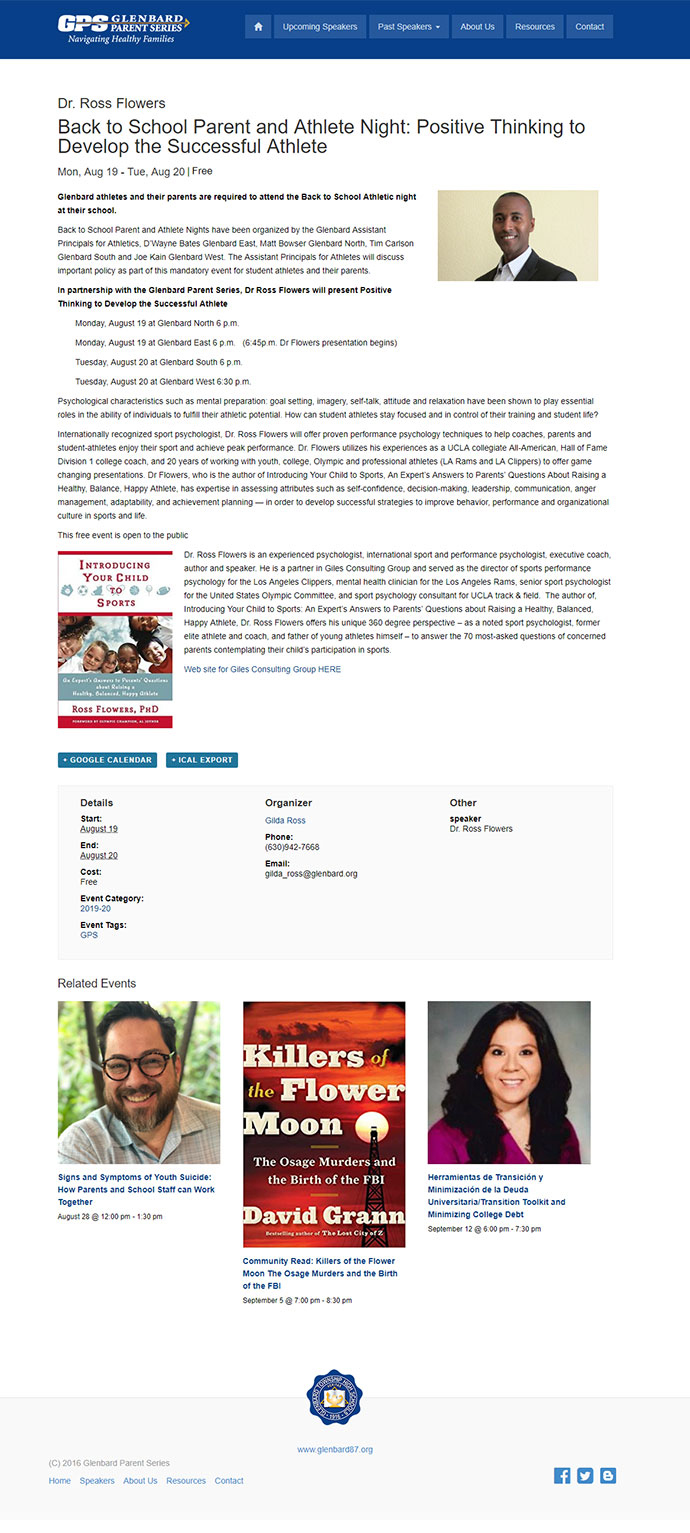 GPS GLENBARD
PARENT SERIES
Navigating Healthy Families
Upcoming Speakers
Past Speakers
About Us
Resources
Contact
Dr. Ross Flowers
Back to School Parent and Athlete Night: Positive Thinking to
Develop the Successful Athlete
Mon, Aug 19 - Tue, Aug 20 | Free
Glenbard athletes and their parents are required to attend the Back to School Athletic night
at their school.
Back to School Parent and Athlete Nights have been organized by the Glenbard Assistant
Principals for Athletics, D'Wayne Bates Glenbard East, Matt Bowser Glenbard North, Tim Carlson
Glenbard South and Joe Kain Glenbard West. The Assistant Principals for Athletes will discuss
important policy as part of this mandatory event for student athletes and their parents.
In partnership with the Glenbard Parent Series, Dr Ross Flowers will present Positive
Thinking to Develop the Successful Athlete
Monday, August 19 at Glenbard North 6 p.m.
Monday, August 19 at Glenbard East 6 p.m. (6:45p.m. Dr Flowers presentation begins)
Tuesday, August 20 at Glenbard South 6 p.m.
Tuesday, August 20 at Glenbard West 6:30 p.m.
Psychological characteristics such as mental preparation: goal setting, imagery, self-talk, attitude and relaxation have been shown to play essential
roles in the ability of individuals to fulfill their athletic potential. How can student athletes stay focused and in control of their training and student life?
Internationally recognized sport psychologist, Dr. Ross Flowers will offer proven performance psychology techniques to help coaches, parents and
student-athletes enjoy their sport and achieve peak performance. Dr. Flowers utilizes his experiences as a UCLA collegiate All-American, Hall of Fame
Division 1 college coach, and 20 years of working with youth, college, Olympic and professional athletes (LA Rams and LA Clippers) to offer game
changing presentations. Dr Flowers, who is the author of Introducing Your Child to Sports, An Expert's Answers to Parents' Questions About Raising a
Healthy, Balance, Happy Athlete, has expertise in assessing attributes such as self-confidence, decision-making, leadership, communication, anger
management, adaptability, and achievement planning — in order to develop successful strategies to improve behavior, performance and organizational
culture in sports and life.
This free event is open to the public
INTRODUCING
YOUR CHILD
TO
SPORTS
An Expert's Answers to Parents' Questions
about Raising a
Healthy, Balanced, Happy Athlete
ROSS FLOWERS, PHD
FOREWORD BY OLYMPIC CHAMPION, AL JOYNER
Dr. Ross Flowers is an experienced psychologist, international sport and performance psychologist, executive coach,
author and speaker. He is a partner in Giles Consulting Group and served as the director of sports performance
psychology for the Los Angeles Clippers, mental health clinician for the Los Angeles Rams, senior sport psychologist
for the United States Olympic Committee, and sport psychology consultant for UCLA track & field. The author of,
Introducing Your Child to Sports: An Expert's Answers to Parents' Questions about Raising a Healthy, Balanced,
Happy Athlete, Dr. Ross Flowers offers his unique 360 degree perspective – as a noted sport psychologist, former
elite athlete and coach, and father of young athletes himself – to answer the 70 most-asked questions of concerned
parents contemplating their child's participation in sports.
Web site for Giles Consulting Group HERE
+ GOOGLE CALENDAR
+ ICAL EXPORT
Details
Start:
August 19
End:
August 20
Cost:
Free
Event Category:
2019-20
Event Tags:
GPS
Organizer
Gilda Ross
Phone:
(630)942-7668
Email:
gilda_ross@glenbard.org
Other
speaker
Dr. Ross Flowers
Related Events
Signs and Symptoms of Youth Suicide:
How Parents and School Staff can Work
Together
August 28 @ 12:00 pm - 1:30 pm
Killers of
the Flower
Moon
The Osage Murders and
the Birth of the FBI
David Grann
Bestselling author of The Lost City of Z
Community Read: Killers of the Flower
Moon The Osage Murders and the Birth
of the FBI
September 5 @ 7:00 pm - 8:30 pm
Herramientas de Transición y
Minimización de la Deuda
Universitaria/Transition Toolkit and
Minimizing College Debt
September 12 @ 6:00 pm - 7:30 pm
GLENBARD TOWNSHIP HIGH SCHOOLS
www.glenbard87.org
(C) 2016 Glenbard Parent Series
Home
Speakers
About Us
Resources
Contact